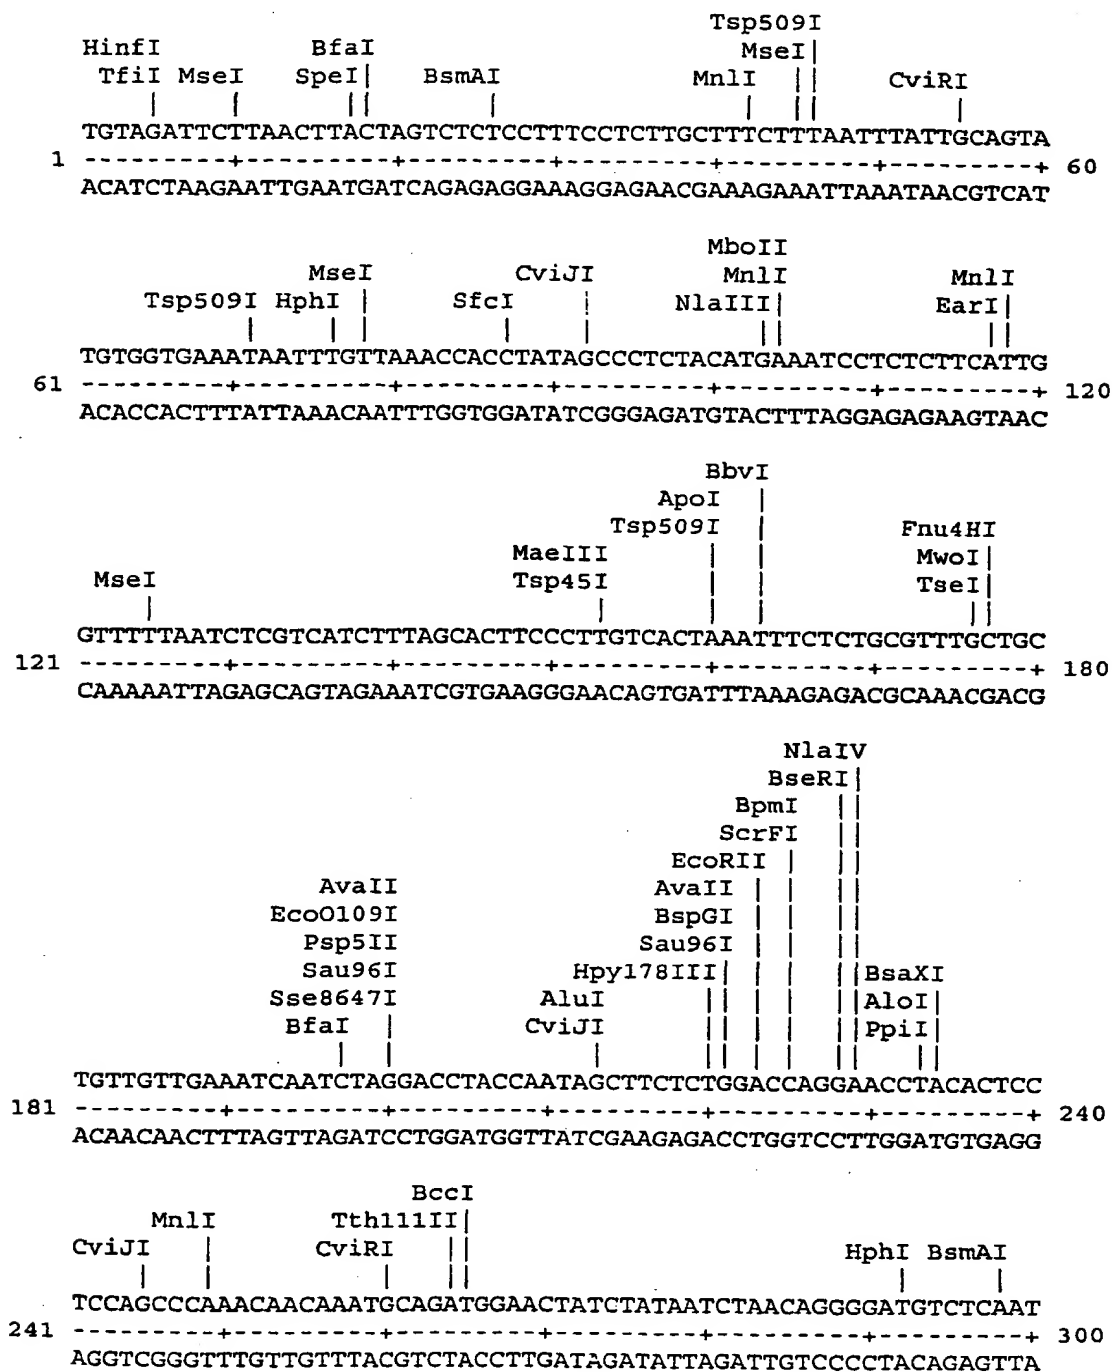 Tsp509I
HinfI BfaI MseI|
TfiI MseI SpeI| BsmAI MnlI || CviRI
TGTAGATTCTTAACTTACTAGTCTCTCCTTTCCTCTTGCTTTCTTTAATTTATTGCAGTA
1 ---------+---------+---------+---------+---------+---------+ 60
ACATCTAAGAATTGAATGATCAGAGAGGAAAGGAGAACGAAAGAAATTAAATAACGTCAT
MboII
MseI CviJI MnlI MnlI
Tsp509I HphI | SfcI | NlaIII| EarI|
TGTGGTGAAATAATTTGTTAAACCACCTATAGCCCTCTACATGAAATCCTCTCTTCATTG
61 ---------+---------+---------+---------+---------+---------+ 120
ACACCACTTTATTAAACAATTTGGTGGATATCGGGAGATGTACTTTAGGAGAGAAGTAAC
BbvI
ApoI |
Tsp509I | Fnu4HI
MaeIII | | MwoI|
MseI Tsp45I | | TseI|
GTTTTTAATCTCGTCATCTTTAGCACTTCCCTTGTCACTAAATTTCTCTGCGTTTGCTGC
121 ---------+---------+---------+---------+---------+---------+ 180
CAAAAATTAGAGCAGTAGAAATCGTGAAGGGAACAGTGATTTAAAGAGACGCAAACGACG
NlaIV
BseRI|
BpmI ||
ScrFI | ||
EcoRII | | ||
AvaII AvaII | | ||
EcoO109I BspGI | | ||
Psp5II Sau96I | | ||
Sau96I Hpy178III| | | || BsaXI
Sse8647I AluI || | | || AloI|
BfaI | CviJI || | | || PpiI|
TGTTGTTGAAATCAATCTAGGACCTACCAATAGCTTCTCTGGACCAGGAACCTACACTCC
181 ---------+---------+---------+---------+---------+---------+ 240
ACAACAACTTTAGTTAGATCCTGGATGGTTATCGAAGAGACCTGGTCCTTGGATGTGAGG
BccI
MnlI Tth111II|
CviJI | CviRI || HphI BsmAI
TCCAGCCCAAACAACAAATGCAGATGGAACTATCTATAATCTAACAGGGGATGTCTCAAT
241 ---------+---------+---------+---------+---------+---------+ 300
AGGTCGGGTTTGTTGTTTACGTCTACCTTGATAGATATTAGATTGTCCCCTACAGAGTTA